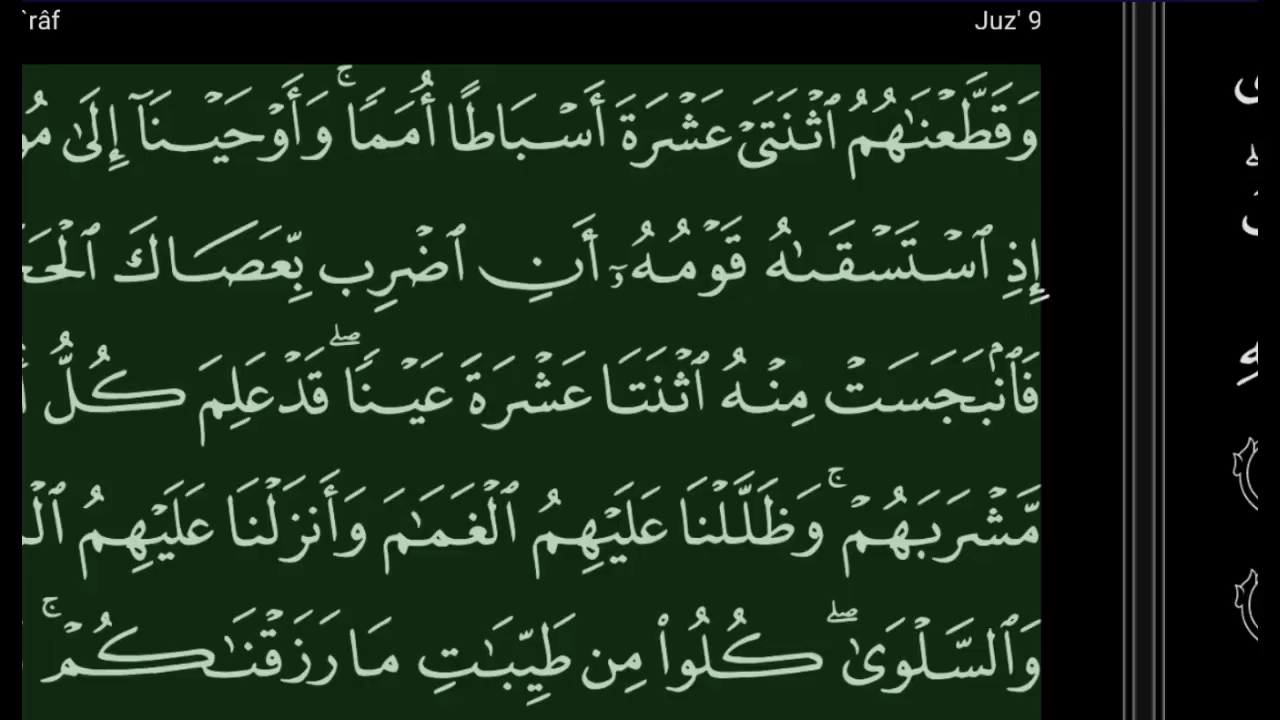 râf
Juz' 9
وَقَطَّعْنَٰهُمُ ٱثْنَتَىْ عَشْرَةَ أَسْبَاطًا أُمَمًا ۚ وَأَوْحَيْنَآ إِلَىٰ
إِذِ ٱسْتَسْقَىٰهُ قَوْمُهُۥٓ أَنِ ٱضْرِب بِّعَصَاكَ
فَٱنۢبَجَسَتْ مِنْهُ ٱثْنَتَا عَشْرَةَ عَيْنًا ۖ قَدْ عَلِمَ كُلُّ
مَّشْرَبَهُمْ ۚ وَظَلَّلْنَا عَلَيْهِمُ ٱلْغَمَٰمَ وَأَنزَلْنَا عَلَيْهِمُ
وَٱلسَّلْوَىٰ ۖ كُلُوا۟ مِن طَيِّبَٰتِ مَا رَزَقْنَٰكُمْ ۚ